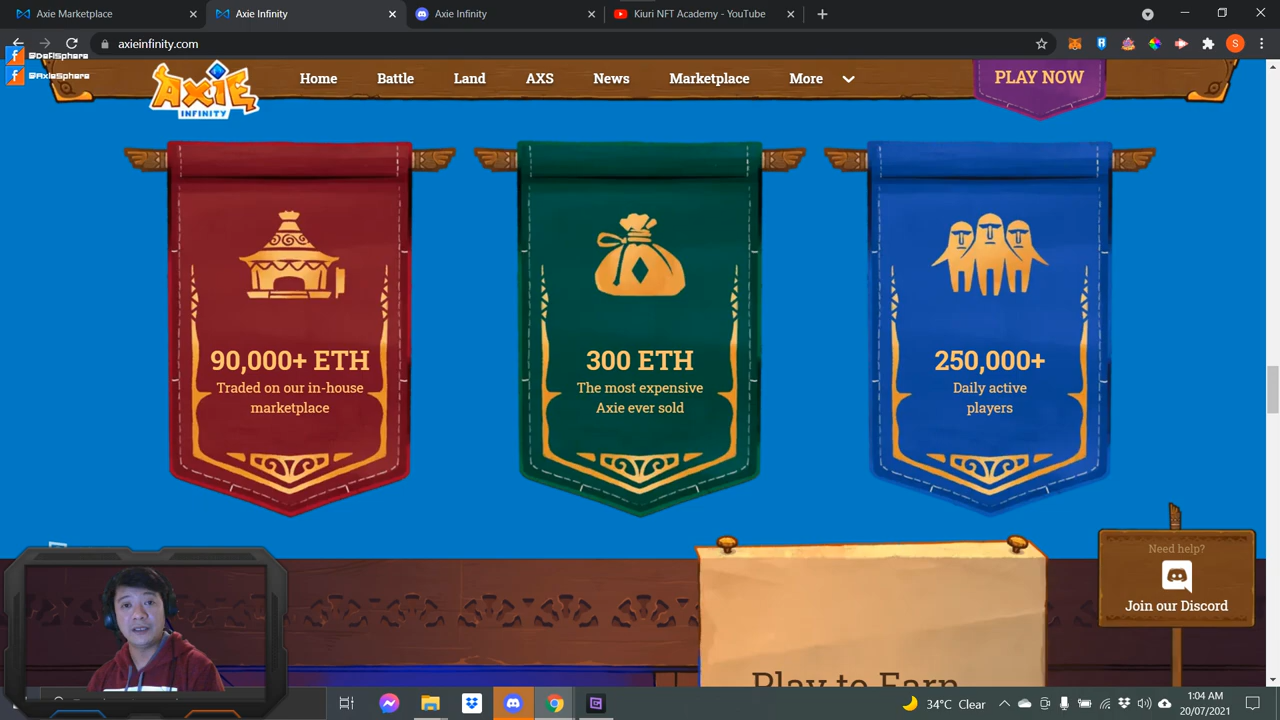 Axie Marketplace
Axie Infinity
Axie Infinity
Kiuri NFT Academy - YouTube
axieinfinity.com
S
@DeFiSphere
@AxieSphere
AXIE
INFINITY
Home
Battle
Land
AXS
News
Marketplace
More
PLAY NOW
90,000+ ETH
Traded on our in-house
marketplace
300 ETH
The most expensive
Axie ever sold
250,000+
Daily active
players
Need help?
Join our Discord
Play to Earn
34°C Clear
1:04 AM
20/07/2021